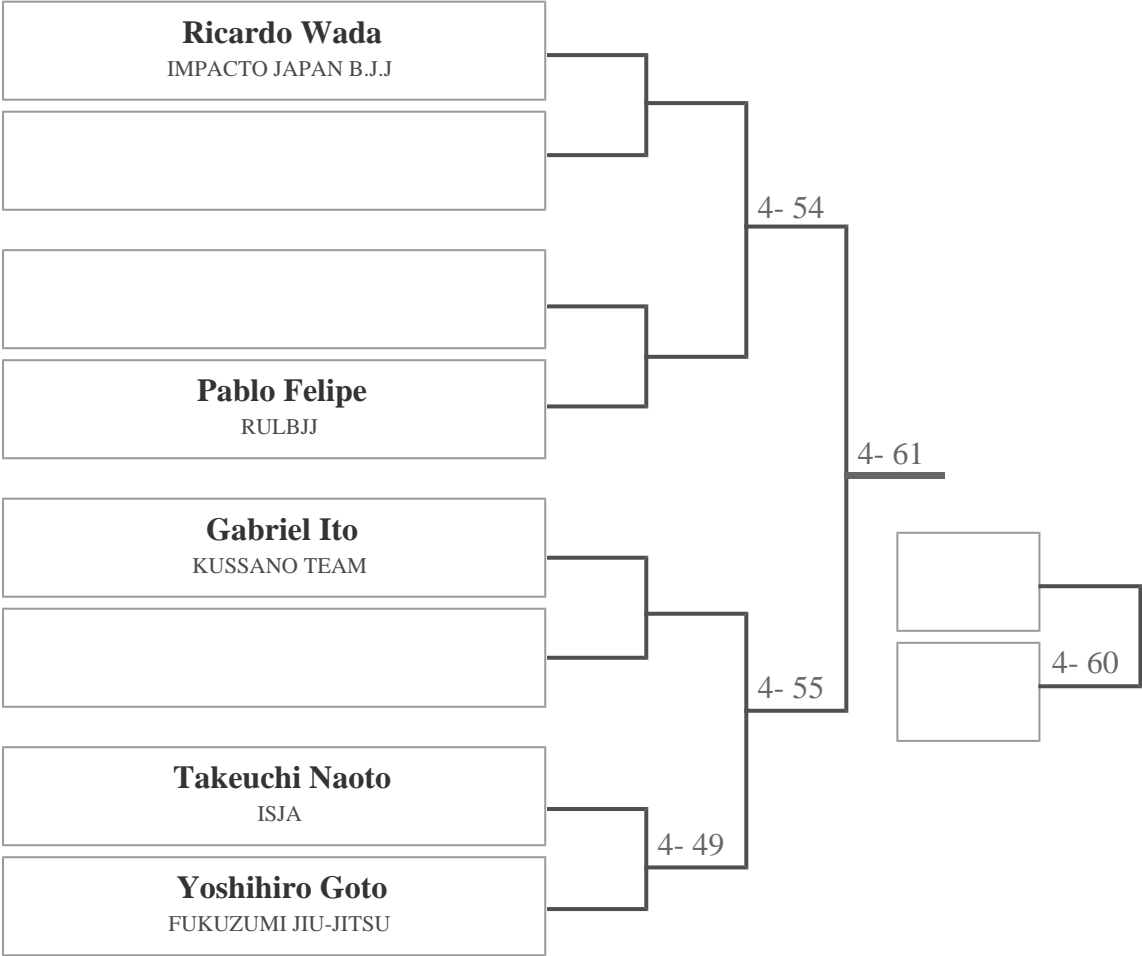 Ricardo Wada
IMPACTO JAPAN B.J.J
4- 54
Pablo Felipe
RULBJJ
4- 61
Gabriel Ito
KUSSANO TEAM
4- 60
4- 55
Takeuchi Naoto
ISJA
4- 49
Yoshihiro Goto
FUKUZUMI JIU-JITSU